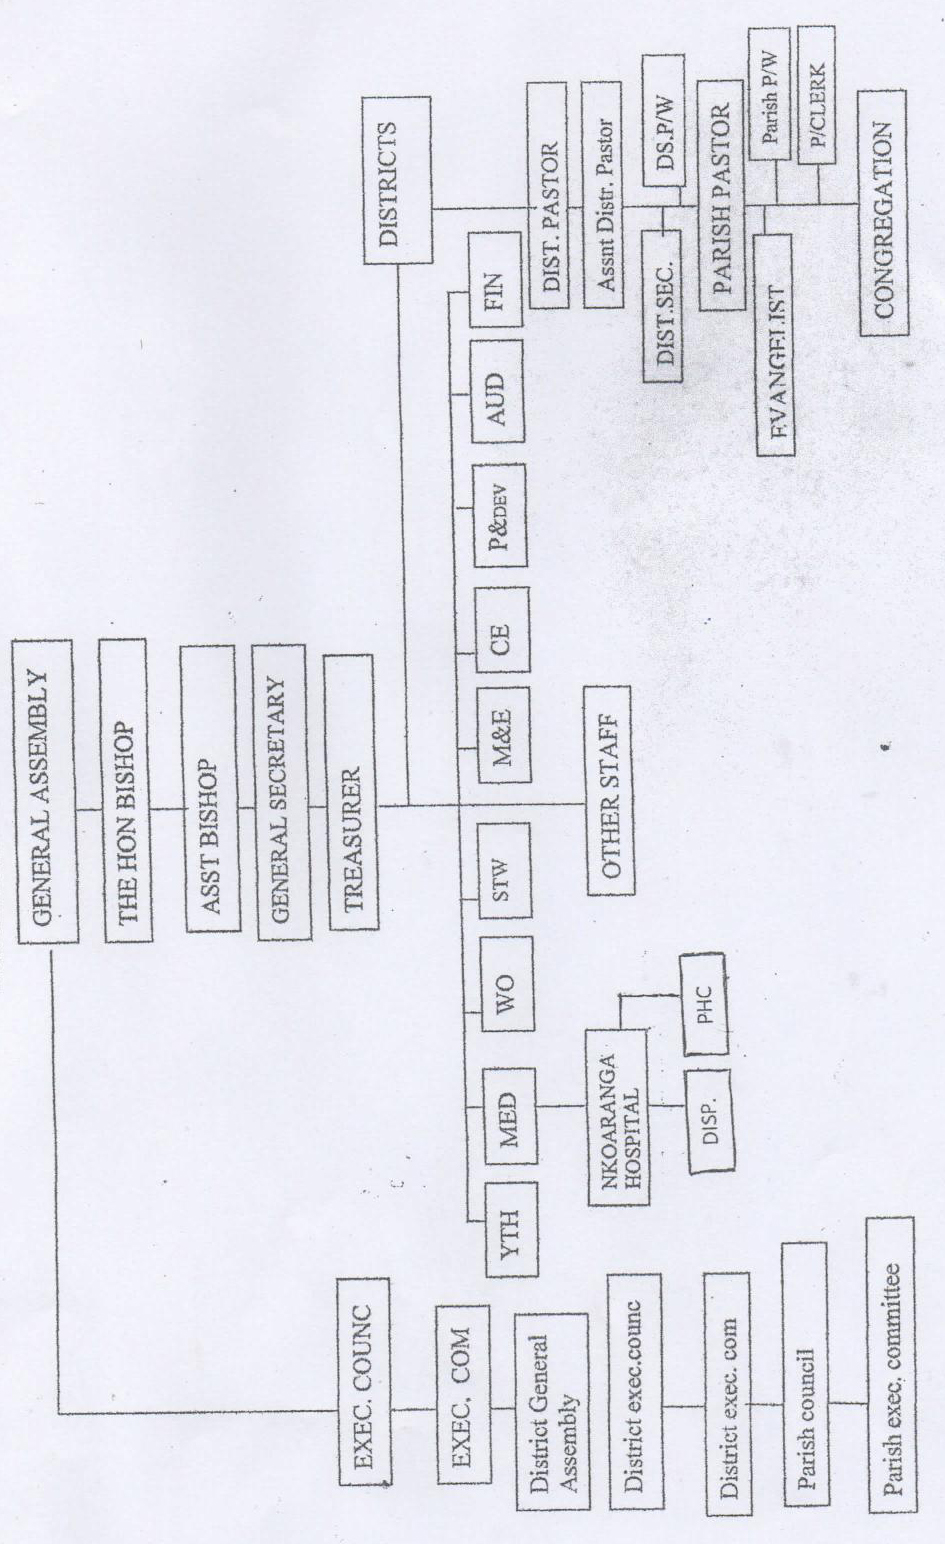 GENERAL ASSEMBLY
THE HON BISHOP
ASST BISHOP
GENERAL SECRETARY
TREASURER
EXEC. COUNC
DISTRICTS
EXEC. COM
YTH
MED
WO
STW
M&E
CE
P&DEV
AUD
FIN
District General
Assembly
DIST. PASTOR
NKOARANGA
HOSPITAL
OTHER STAFF
Assnt Distr. Pastor
District exec.counc
DIST.SEC.
DS.P/W
DISP.
PHC
District exec. com
PARISH PASTOR
EVANGELIST
Parish P/W
Parish council
P/CLERK
Parish exec. committee
CONGREGATION